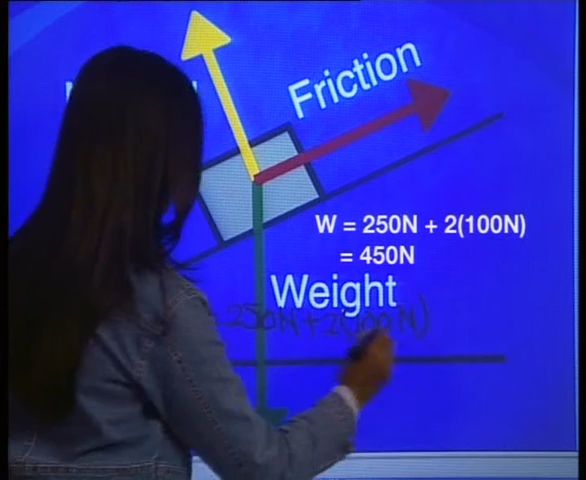 Friction
W = 250N + 2(100N)
= 450N
Weight
250N+2(100N)